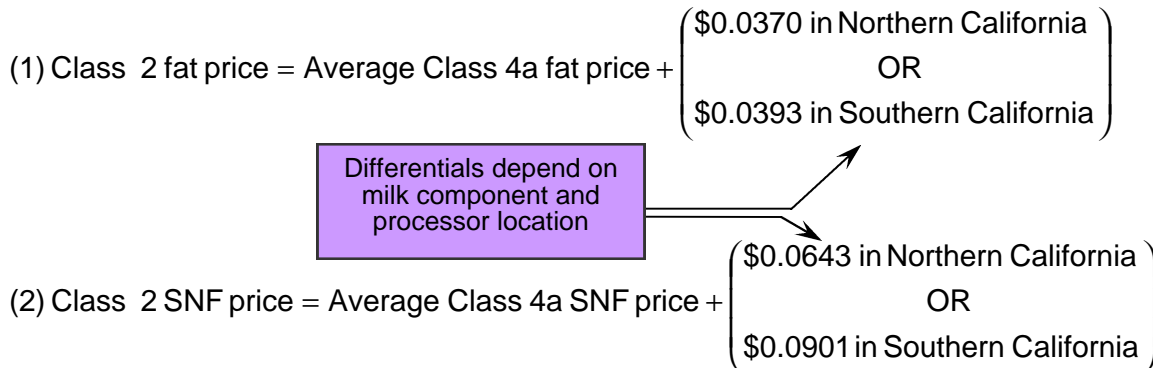 $0.0370 in Northern California
(1) Class 2 fat price = Average Class 4a fat price + OR
$0.0393 in Southern California
Differentials depend on
milk component and
processor location
$0.0643 in Northern California
(2) Class 2 SNF price = Average Class 4a SNF price + OR
$0.0901 in Southern California